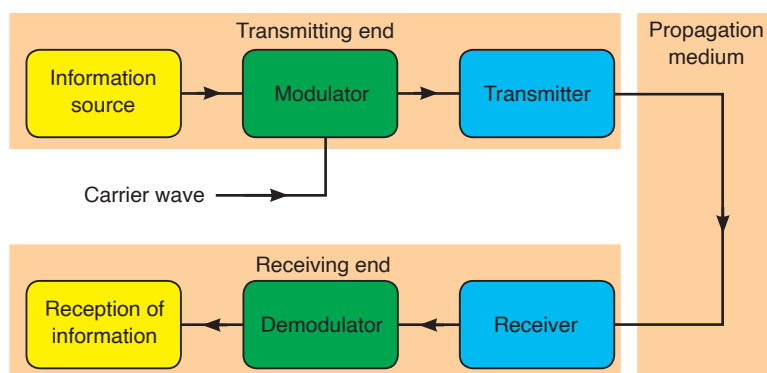 Transmitting end
Propagation
medium
Information
source
Modulator
Transmitter
Carrier wave
Receiving end
Reception of
information
Demodulator
Receiver